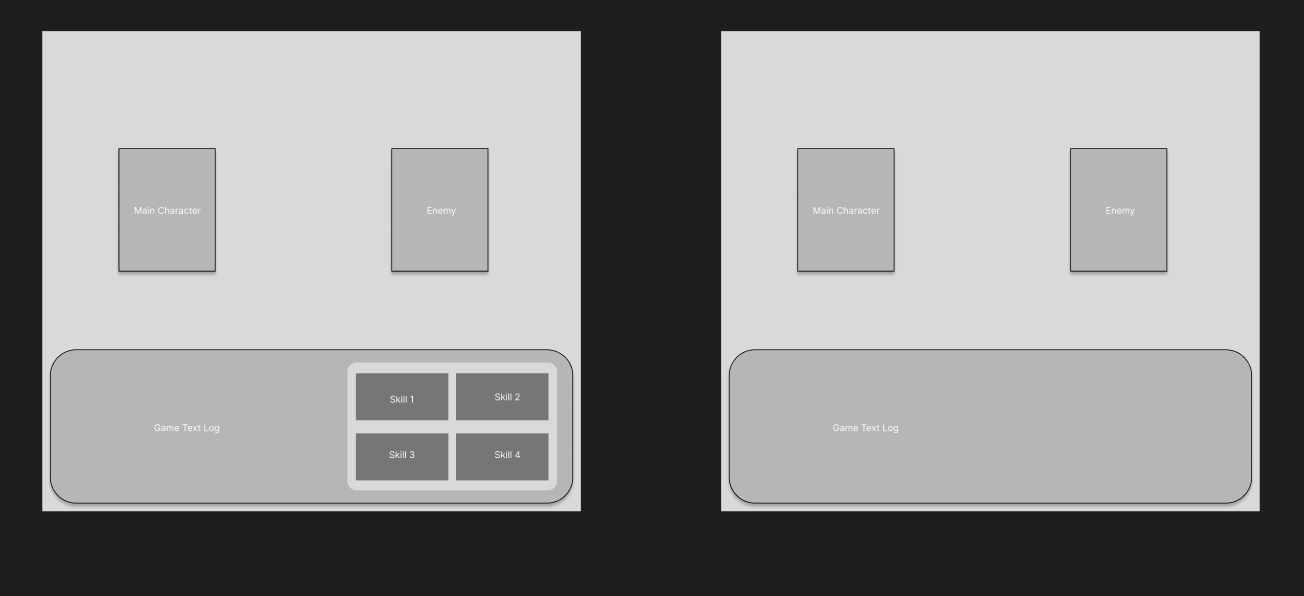 Main Character
Enemy
Game Text Log
Skill 1
Skill 2
Skill 3
Skill 4
Main Character
Enemy
Game Text Log